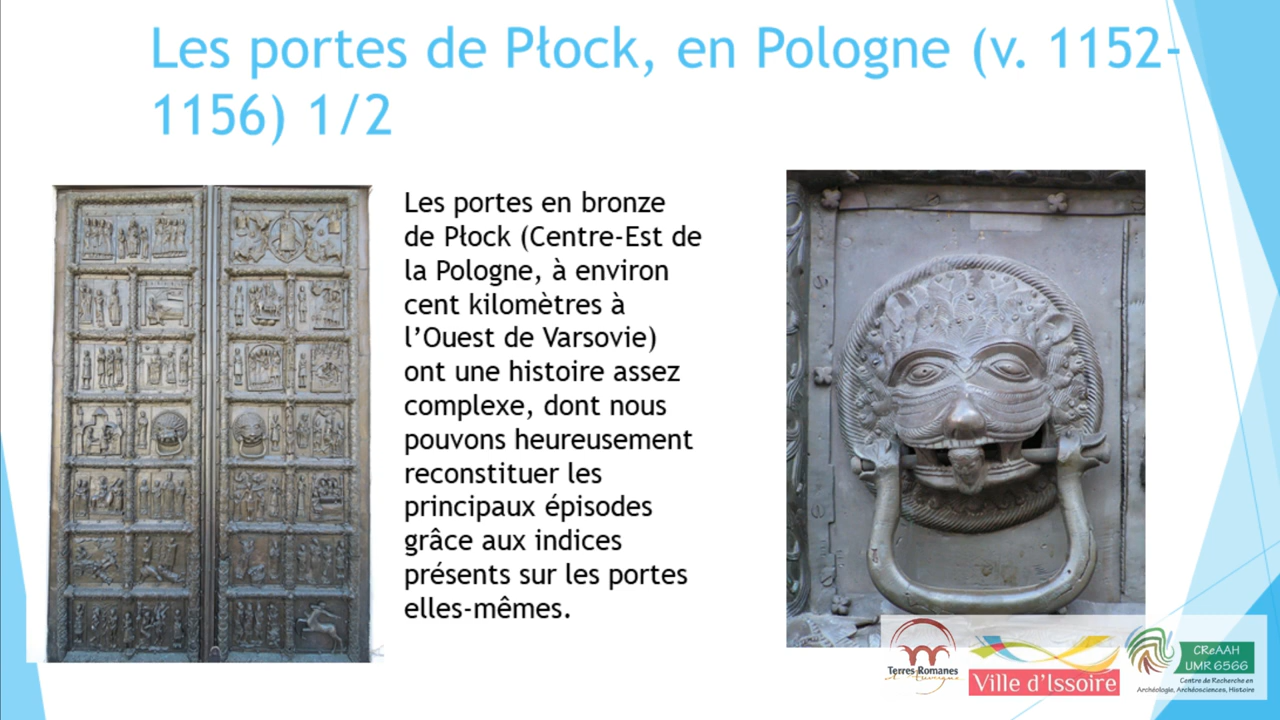 Les portes de Płock, en Pologne (v. 1152-
1156) 1/2
Les portes en bronze
de Płock (Centre-Est de
la Pologne, à environ
cent kilomètres à
l’Ouest de Varsovie)
ont une histoire assez
complexe, dont nous
pouvons heureusement
reconstituer les
principaux épisodes
grâce aux indices
présents sur les portes
elles-mêmes.
Terres Romanes
d'Auvergne
Ville d'Issoire
CReAAH
UMR 6566
Centre de Recherche en
Archéologie, Archéosciences, Histoire